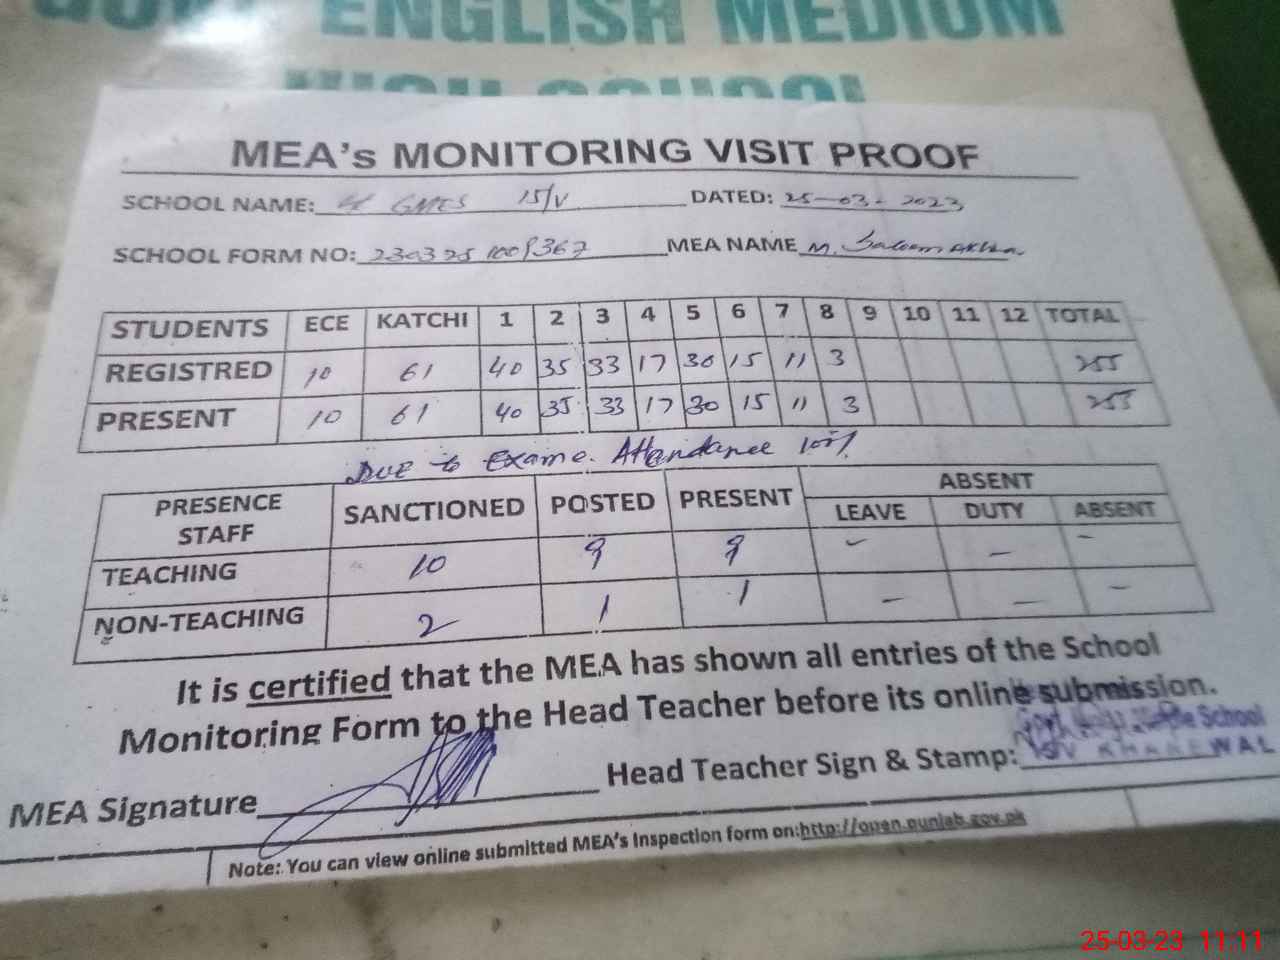 GOVT ENGLISH MEDIUM
HIGH SCHOOL
MEA's MONITORING VISIT PROOF
SCHOOL NAME: GMES 15/V DATED: 25-03-2023
SCHOOL FORM NO: 230325 1009367 MEA NAME M. Saleem Akhtar
STUDENTS ECE KATCHI 1 2 3 4 5 6 7 8 9 10 11 12 TOTAL
REGISTRED 10 61 40 35 33 17 30 15 11 3 255
PRESENT 10 61 40 35 33 17 30 15 11 3 255
Due to Exame. Attendance 100%
PRESENCE STAFF SANCTIONED POSTED PRESENT ABSENT
LEAVE DUTY ABSENT
TEACHING 10 9 9 - - -
NON-TEACHING 2 1 1 - - -
It is certified that the MEA has shown all entries of the School
Monitoring Form to the Head Teacher before its online submission.
MEA Signature Head Teacher Sign & Stamp: School
15/V KHANEWAL
Note: You can view online submitted MEA's Inspection form on:http://open.punjab.gov.pk
25-03-23 11:11